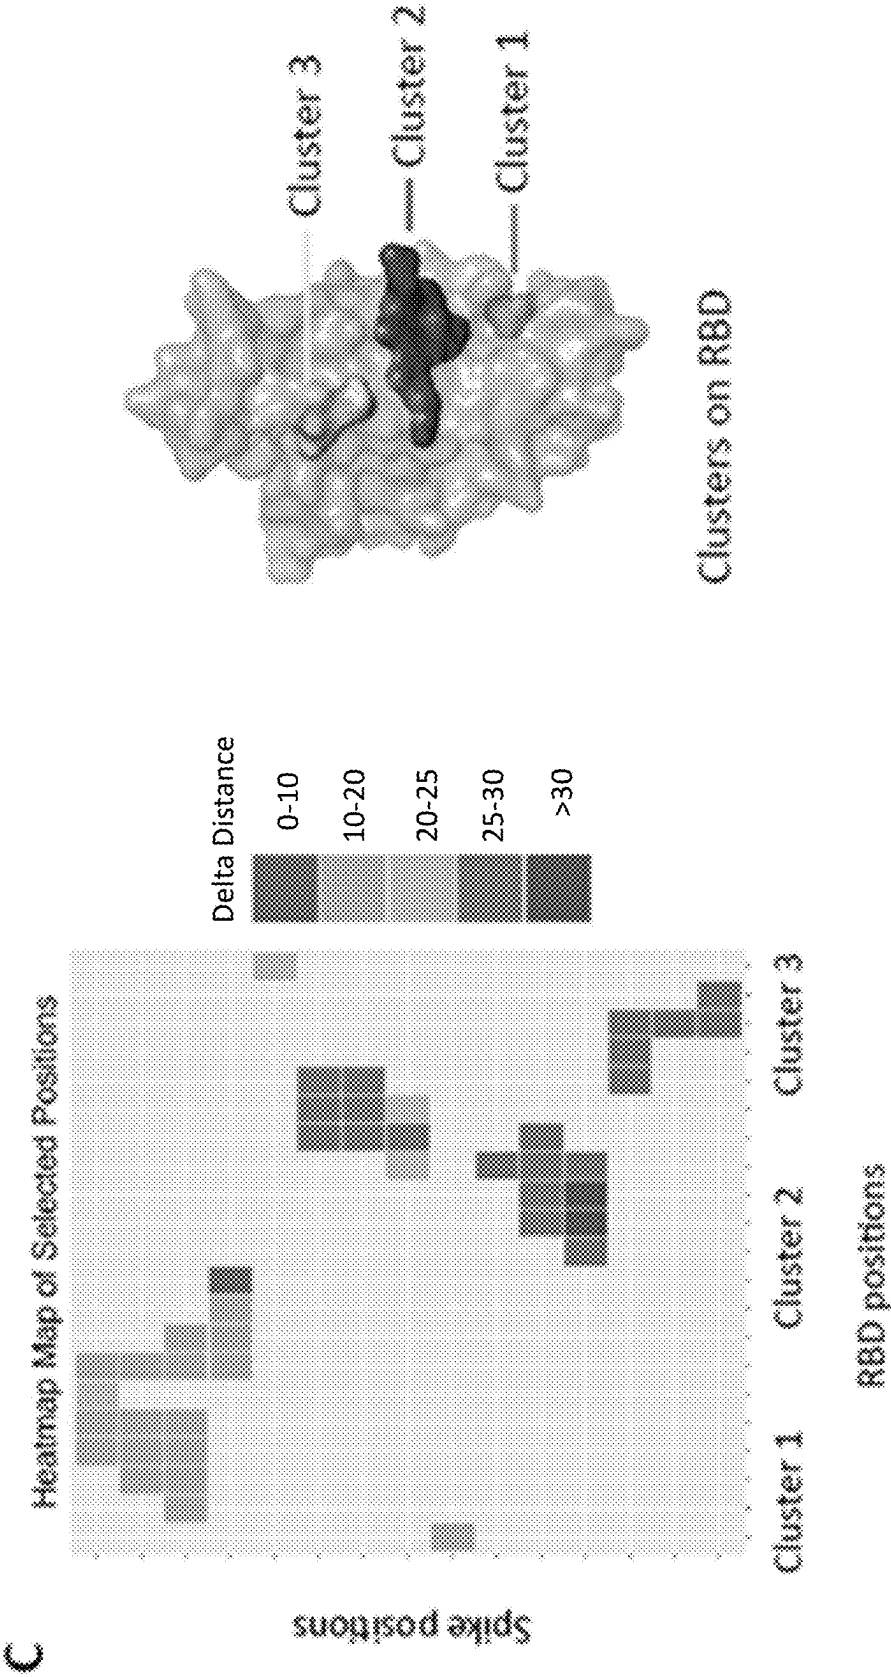 C
Heatmap Map of Selected Positions
Spike positions
Cluster 1
Cluster 2
Cluster 3
RBD positions
Delta Distance
0-10
10-20
20-25
25-30
>30
Cluster 3
Cluster 2
Cluster 1
Clusters on RBD